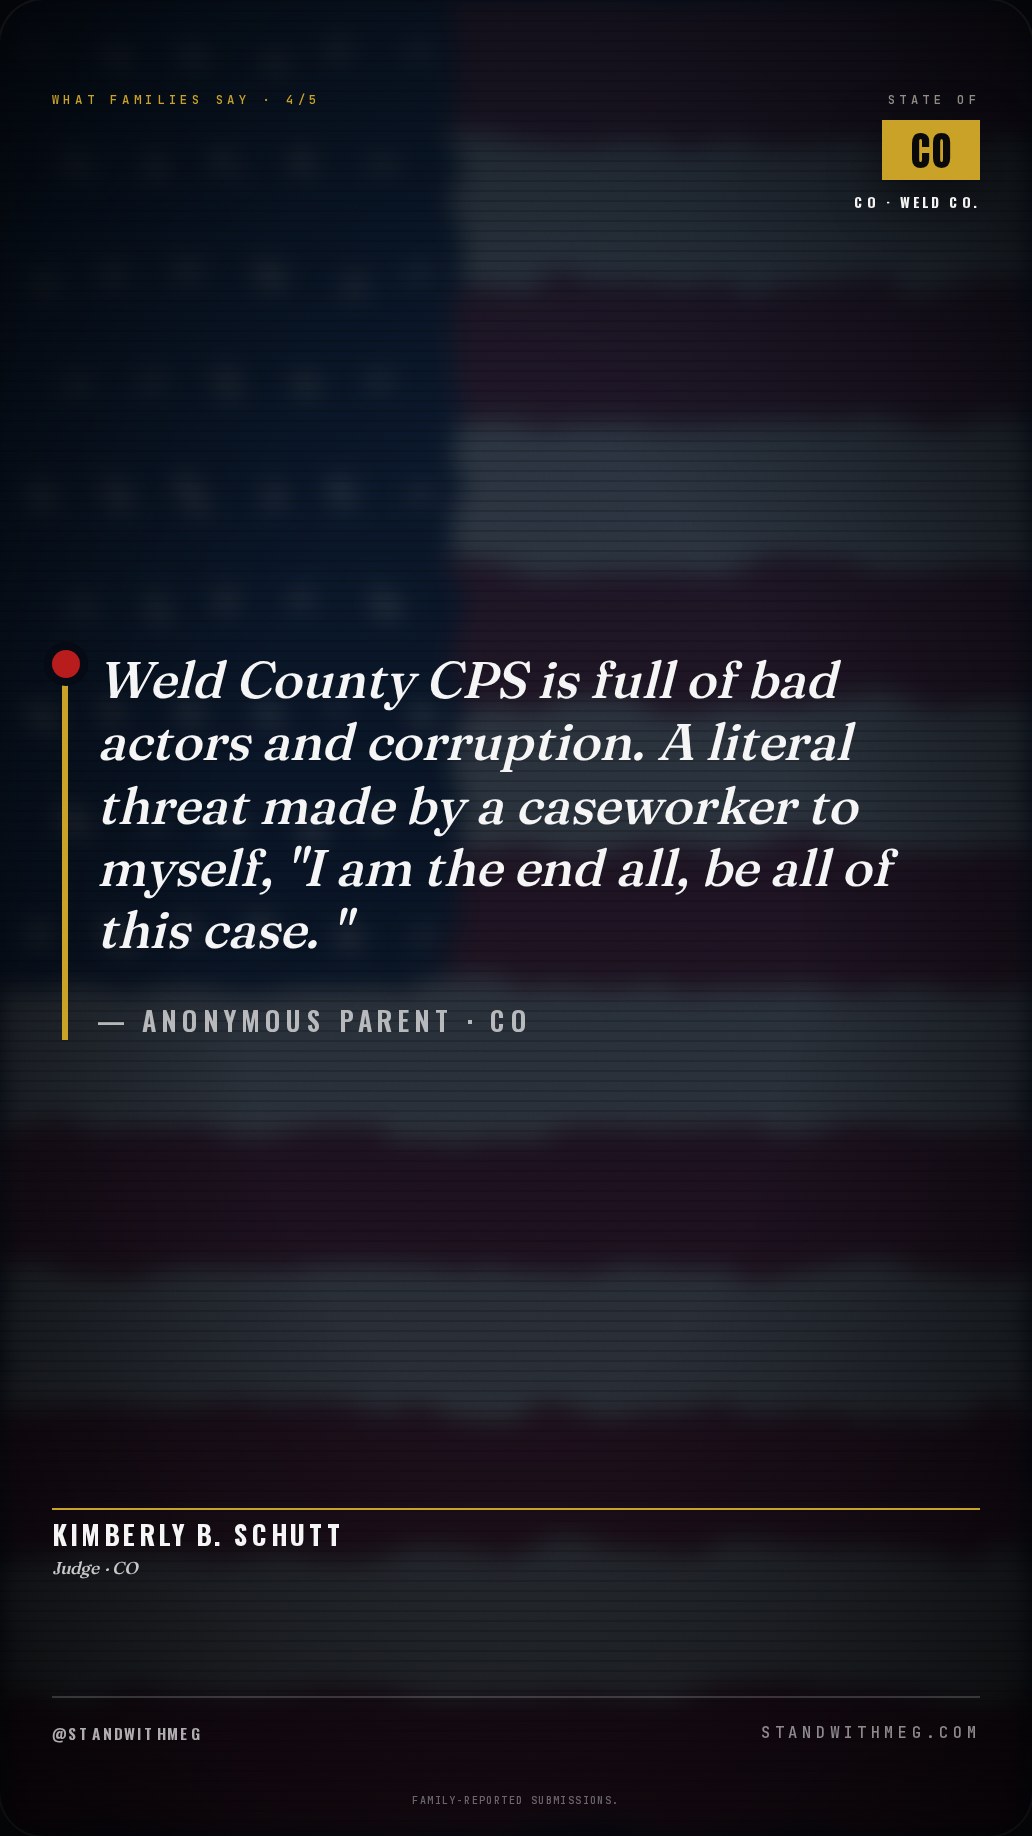 WHAT FAMILIES SAY · 4/5
STATE OF
CO
CO · WELD CO.
Weld County CPS is full of bad
actors and corruption. A literal
threat made by a caseworker to
myself, "I am the end all, be all of
this case. "
— ANONYMOUS PARENT · CO
KIMBERLY B. SCHUTT
Judge · CO
@STANDWITHMEG
STANDWITHMEG.COM
FAMILY-REPORTED SUBMISSIONS.